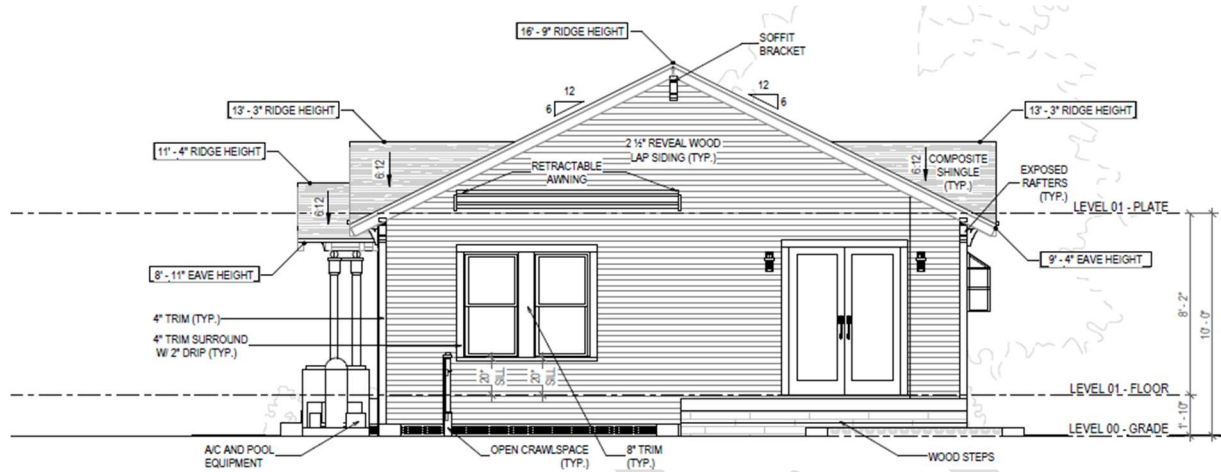 16' - 9" RIDGE HEIGHT
SOFFIT
BRACKET
12
6
12
6
13' - 3" RIDGE HEIGHT
13' - 3" RIDGE HEIGHT
11' - 4" RIDGE HEIGHT
2 ½" REVEAL WOOD
LAP SIDING (TYP.)
RETRACTABLE
AWNING
6:12
6:12
6:12
COMPOSITE
SHINGLE
(TYP.)
EXPOSED
RAFTERS
(TYP.)
LEVEL 01 - PLATE
8' - 11" EAVE HEIGHT
9' - 4" EAVE HEIGHT
4" TRIM (TYP.)
4" TRIM SURROUND
W/ 2" DRIP (TYP.)
8' - 2"
10' - 0"
20"
SILL
20"
SILL
LEVEL 01 - FLOOR
1' - 10"
LEVEL 00 - GRADE
A/C AND POOL
EQUIPMENT
OPEN CRAWLSPACE
(TYP.)
8" TRIM
(TYP.)
WOOD STEPS